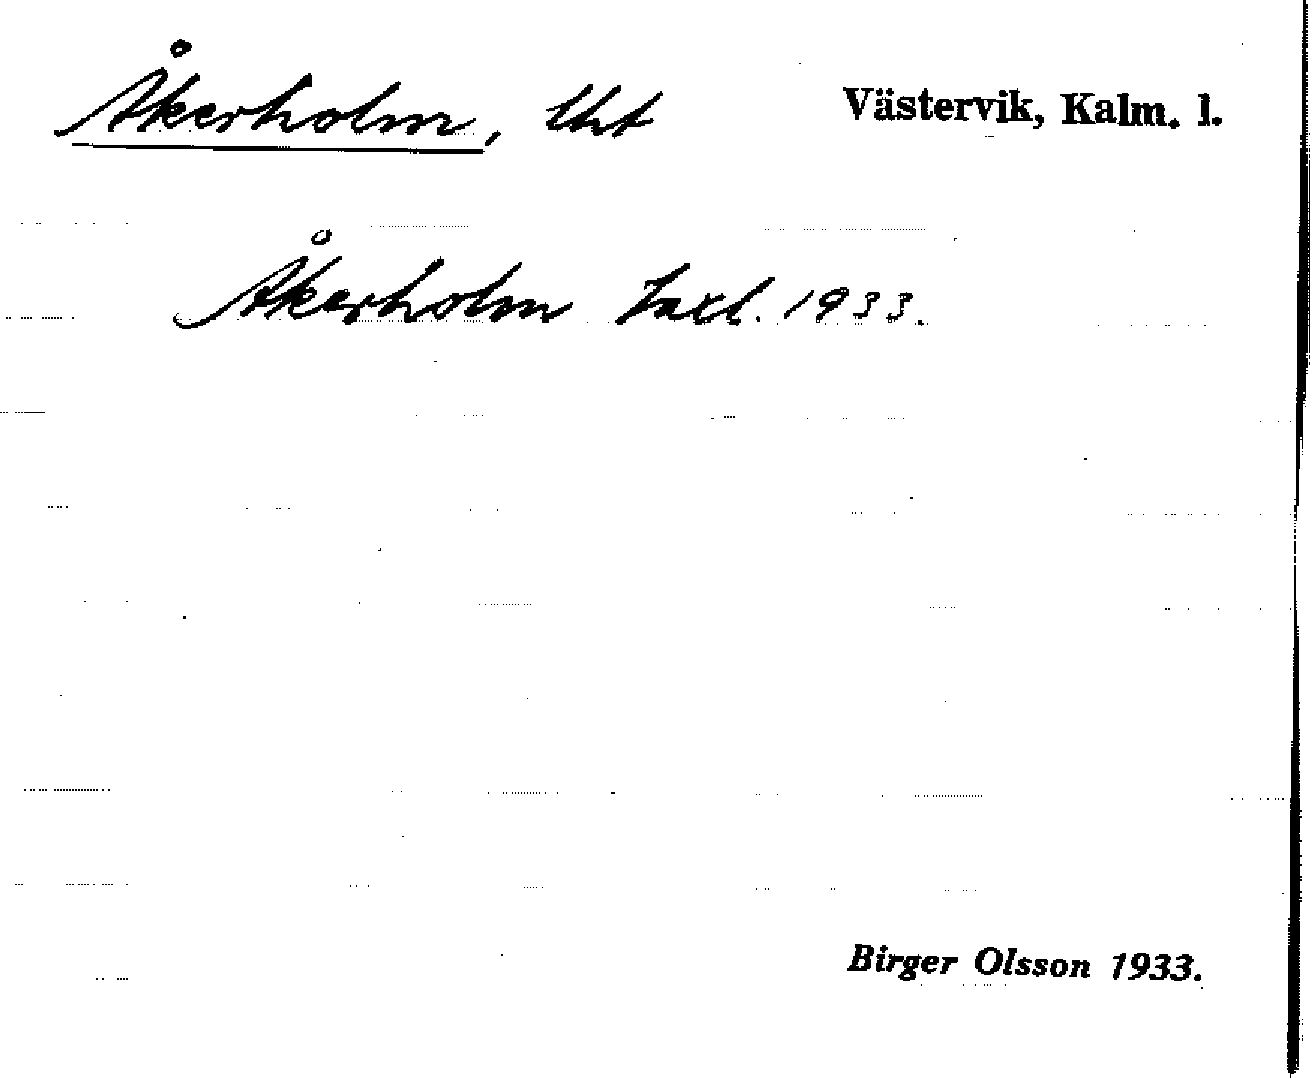 Åkerholm, lht Västervik, Kalm. l.
Åkerholm Taxl. 1933.
Birger Olsson 1933.